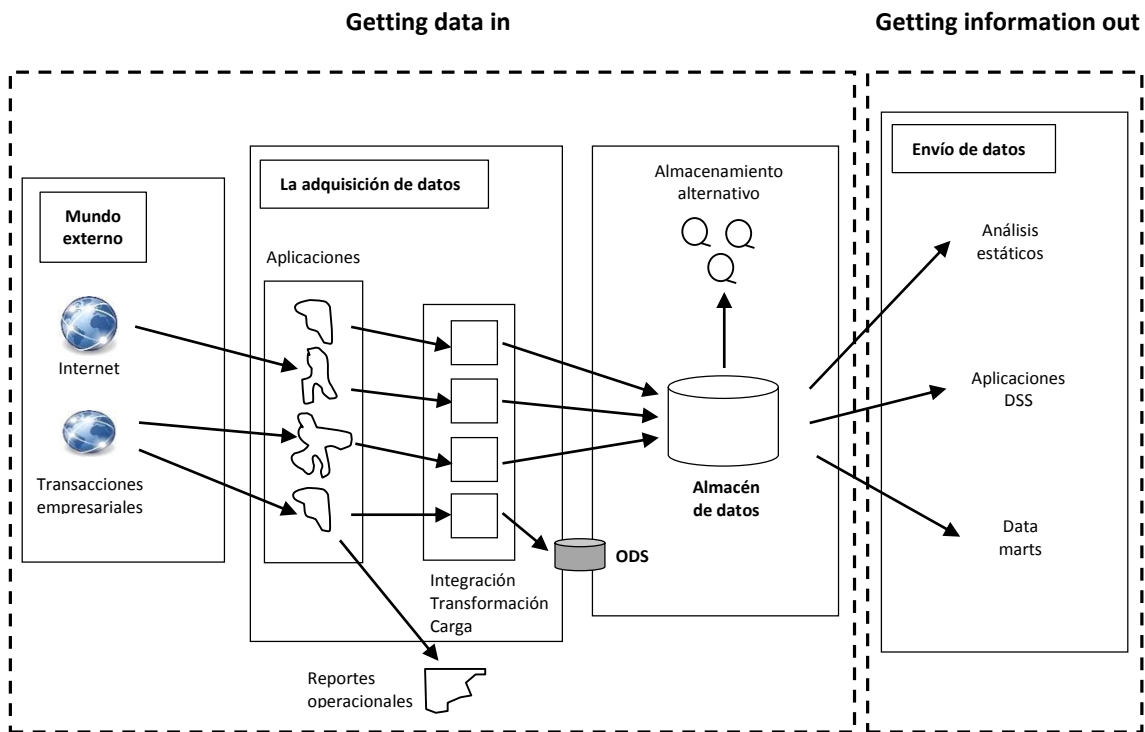 Getting data in
Getting information out
Mundo
externo
Internet
Transacciones
empresariales
La adquisición de datos
Aplicaciones
Integración
Transformación
Carga
Reportes
operacionales
Almacenamiento
alternativo
Almacén
de datos
ODS
Envío de datos
Análisis
estáticos
Aplicaciones
DSS
Data
marts